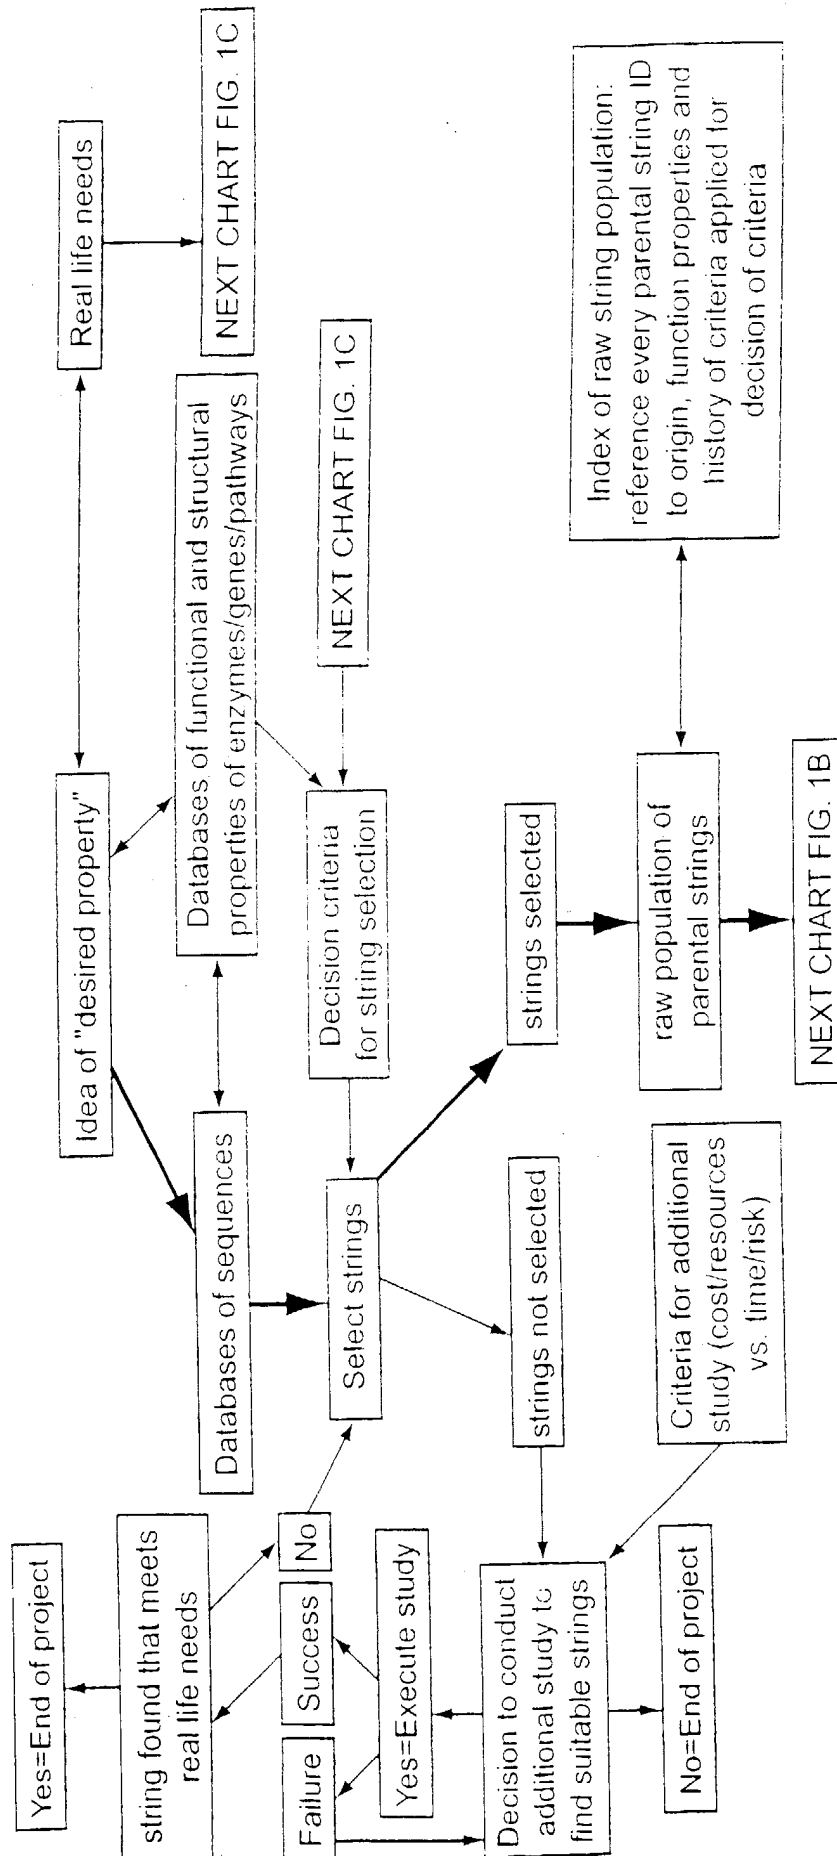 Yes=End of project
string found that meets
real life needs
Failure
Success
No
Yes=Execute study
Decision to conduct
additional study to
find suitable strings
No=End of project
Idea of "desired property"
Real life needs
NEXT CHART FIG. 1C
Databases of sequences
Databases of functional and structural
properties of enzymes/genes/pathways
Select strings
Decision criteria
for string selection
NEXT CHART FIG. 1C
strings not selected
strings selected
Criteria for additional
study (cost/resources
vs. time/risk)
raw population of
parental strings
Index of raw string population:
reference every parental string ID
to origin, function properties and
history of criteria applied for
decision of criteria
NEXT CHART FIG. 1B